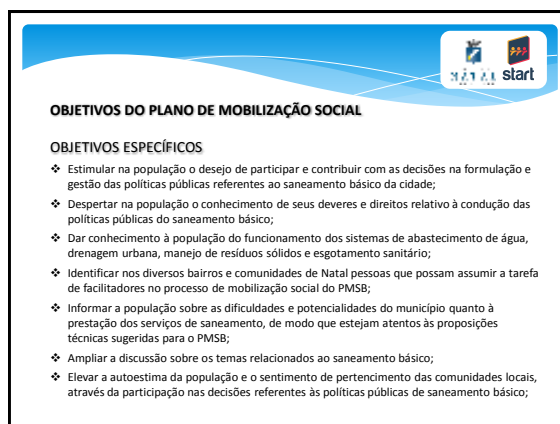 NATAL start
OBJETIVOS DO PLANO DE MOBILIZAÇÃO SOCIAL
OBJETIVOS ESPECÍFICOS
❖ Estimular na população o desejo de participar e contribuir com as decisões na formulação e
gestão das políticas públicas referentes ao saneamento básico da cidade;
❖ Despertar na população o conhecimento de seus deveres e direitos relativo à condução das
políticas públicas do saneamento básico;
❖ Dar conhecimento à população do funcionamento dos sistemas de abastecimento de água,
drenagem urbana, manejo de resíduos sólidos e esgotamento sanitário;
❖ Identificar nos diversos bairros e comunidades de Natal pessoas que possam assumir a tarefa
de facilitadores no processo de mobilização social do PMSB;
❖ Informar a população sobre as dificuldades e potencialidades do município quanto à
prestação dos serviços de saneamento, de modo que estejam atentos às proposições
técnicas sugeridas para o PMSB;
❖ Ampliar a discussão sobre os temas relacionados ao saneamento básico;
❖ Elevar a autoestima da população e o sentimento de pertencimento das comunidades locais,
através da participação nas decisões referentes às políticas públicas de saneamento básico;